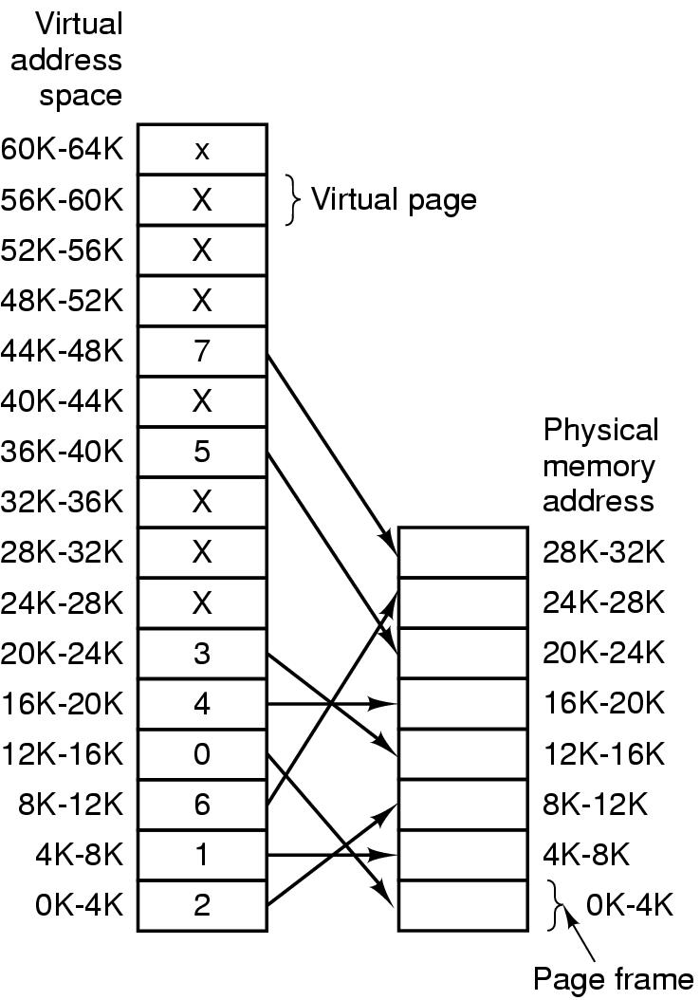 Virtual
address
space
60K-64K x
56K-60K X Virtual page
52K-56K X
48K-52K X
44K-48K 7
40K-44K X
36K-40K 5
32K-36K X
28K-32K X
24K-28K X
20K-24K 3
16K-20K 4
12K-16K 0
8K-12K 6
4K-8K 1
0K-4K 2
Physical
memory
address
28K-32K
24K-28K
20K-24K
16K-20K
12K-16K
8K-12K
4K-8K
0K-4K
Page frame